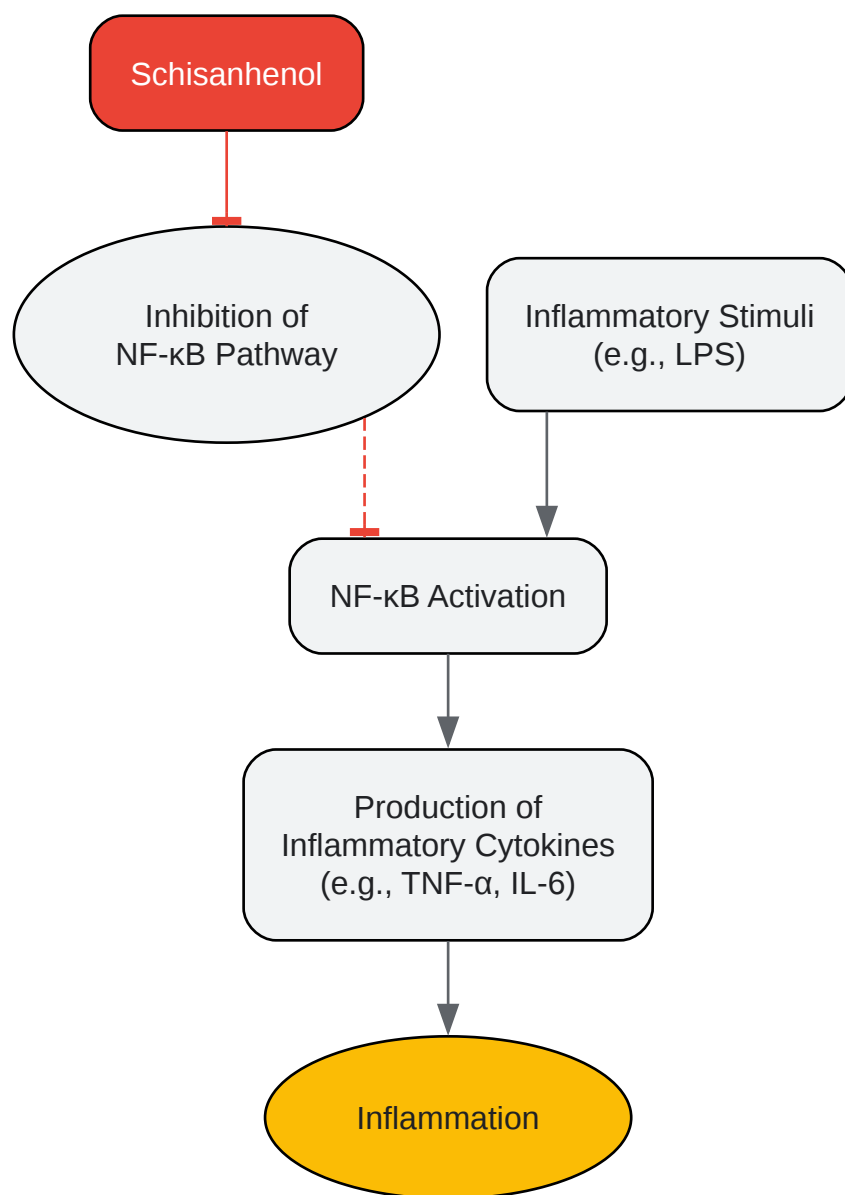 Schisanhenol
Inhibition of
NF-κB Pathway
Inflammatory Stimuli
(e.g., LPS)
NF-κB Activation
Production of
Inflammatory Cytokines
(e.g., TNF-α, IL-6)
Inflammation